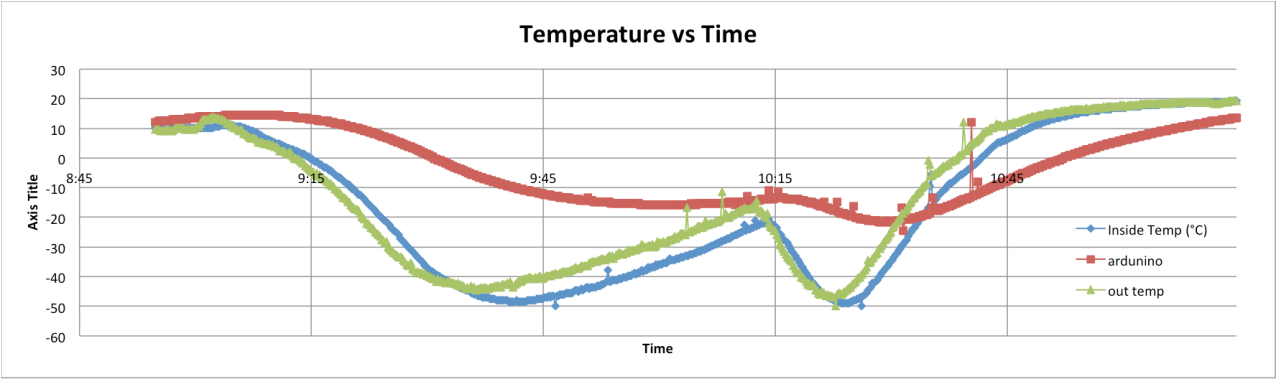 Temperature vs Time
30
20
10
0
-10
-20
-30
-40
-50
-60
Axis Title
8:45
9:15
9:45
10:15
10:45
Time
Inside Temp (°C)
ardunino
out temp